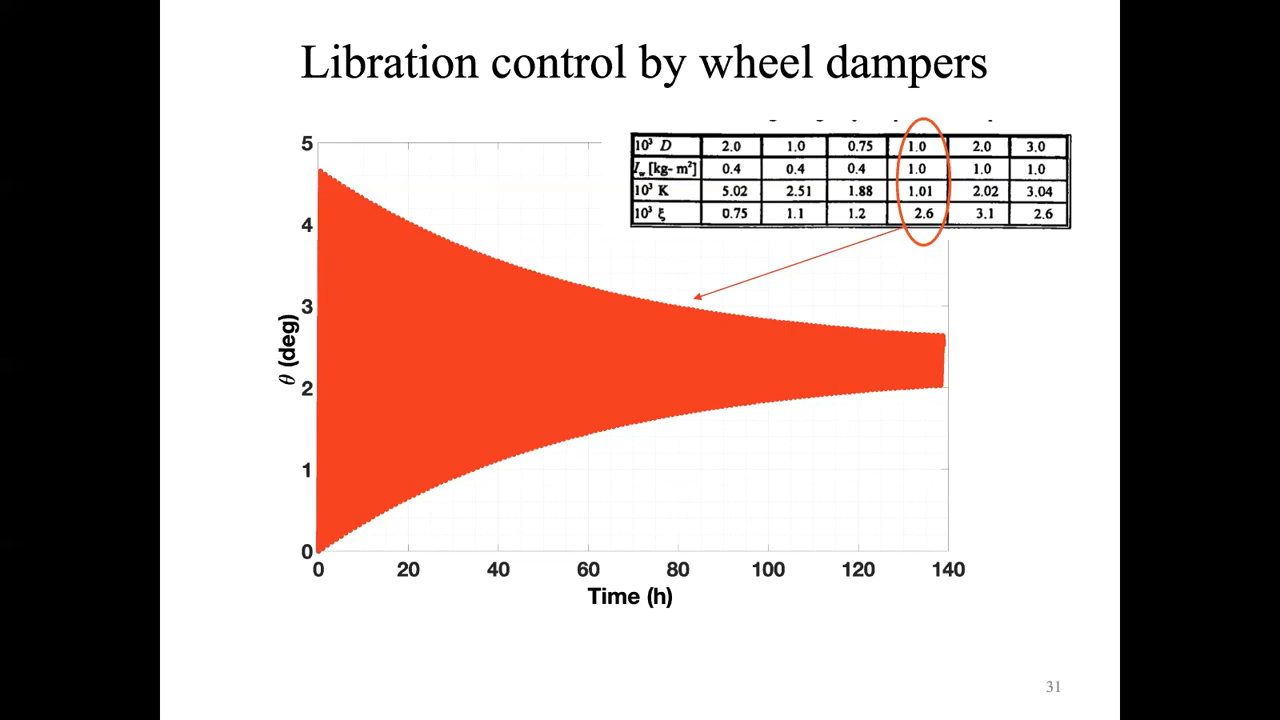 Libration control by wheel dampers
10³ D 2.0 1.0 0.75 1.0 2.0 3.0
I_w [kg- m²] 0.4 0.4 0.4 1.0 1.0 1.0
10³ K 5.02 2.51 1.88 1.01 2.02 3.04
10³ ξ 0.75 1.1 1.2 2.6 3.1 2.6
5
4
3
2
1
0
θ (deg)
0 20 40 60 80 100 120 140
Time (h)
31